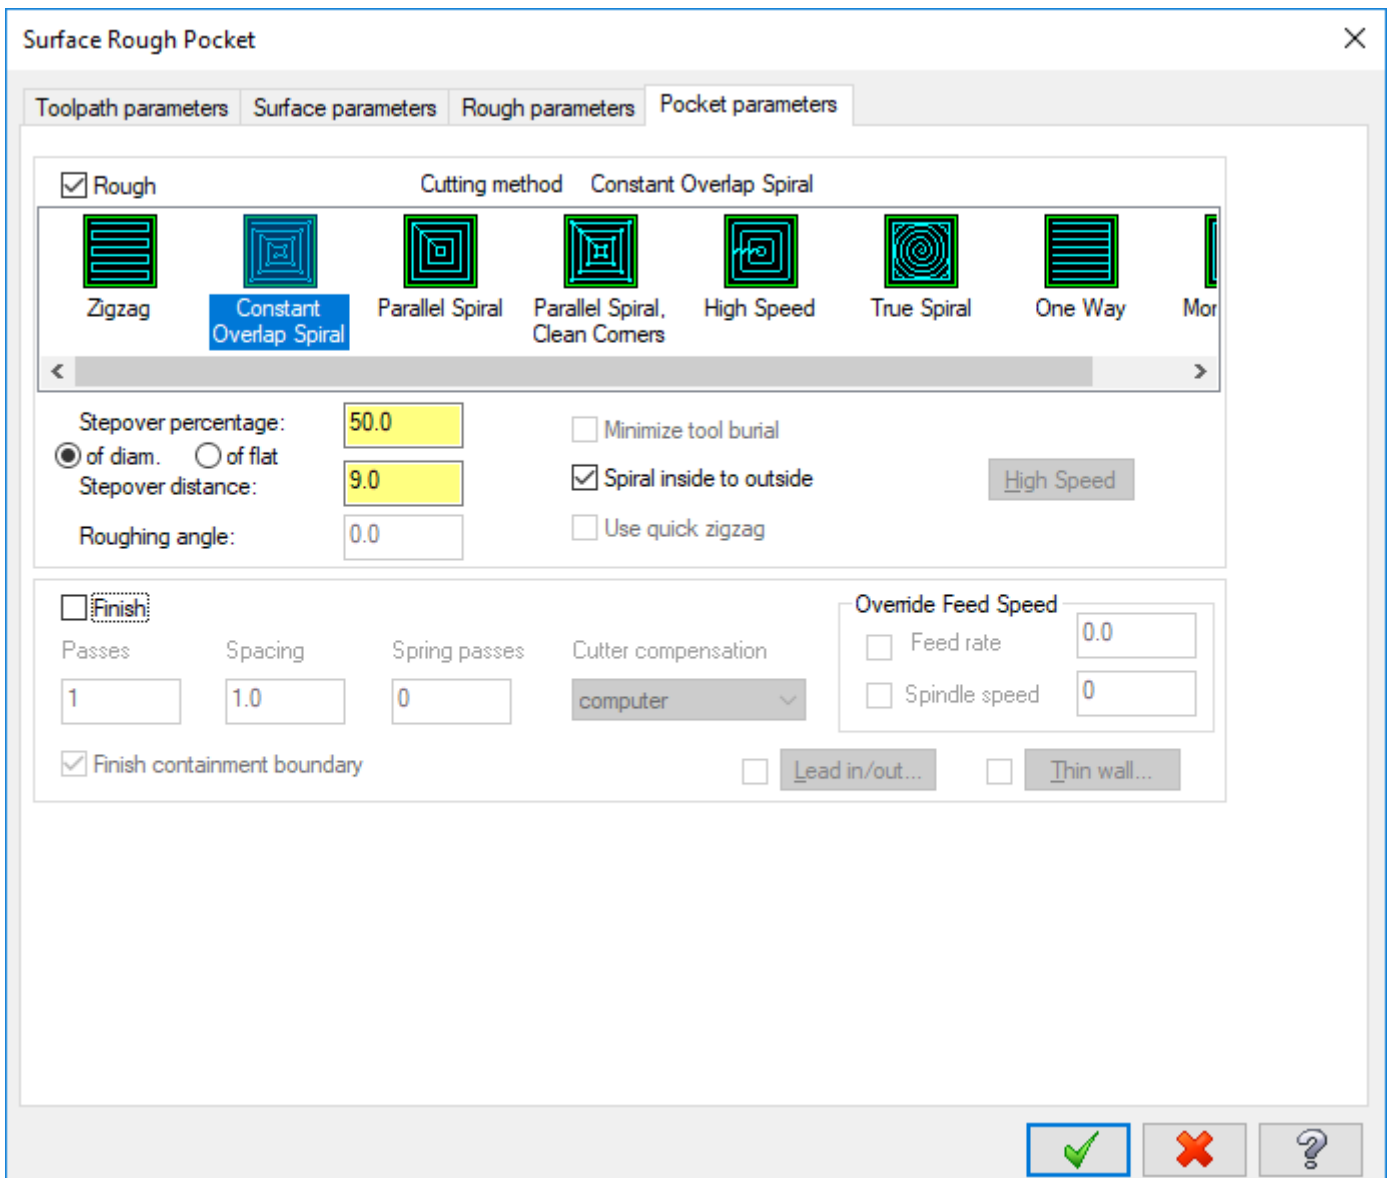 Surface Rough Pocket
Toolpath parameters Surface parameters Rough parameters Pocket parameters
Rough Cutting method Constant Overlap Spiral
Zigzag Constant Overlap Spiral Parallel Spiral Parallel Spiral, Clean Corners High Speed True Spiral One Way Mor
Stepover percentage: 50.0 Minimize tool burial
of diam. of flat
Stepover distance: 9.0 Spiral inside to outside High Speed
Roughing angle: 0.0 Use quick zigzag
Finish Override Feed Speed
Passes Spacing Spring passes Cutter compensation Feed rate 0.0
1 1.0 0 computer Spindle speed 0
Finish containment boundary Lead in/out... Thin wall...